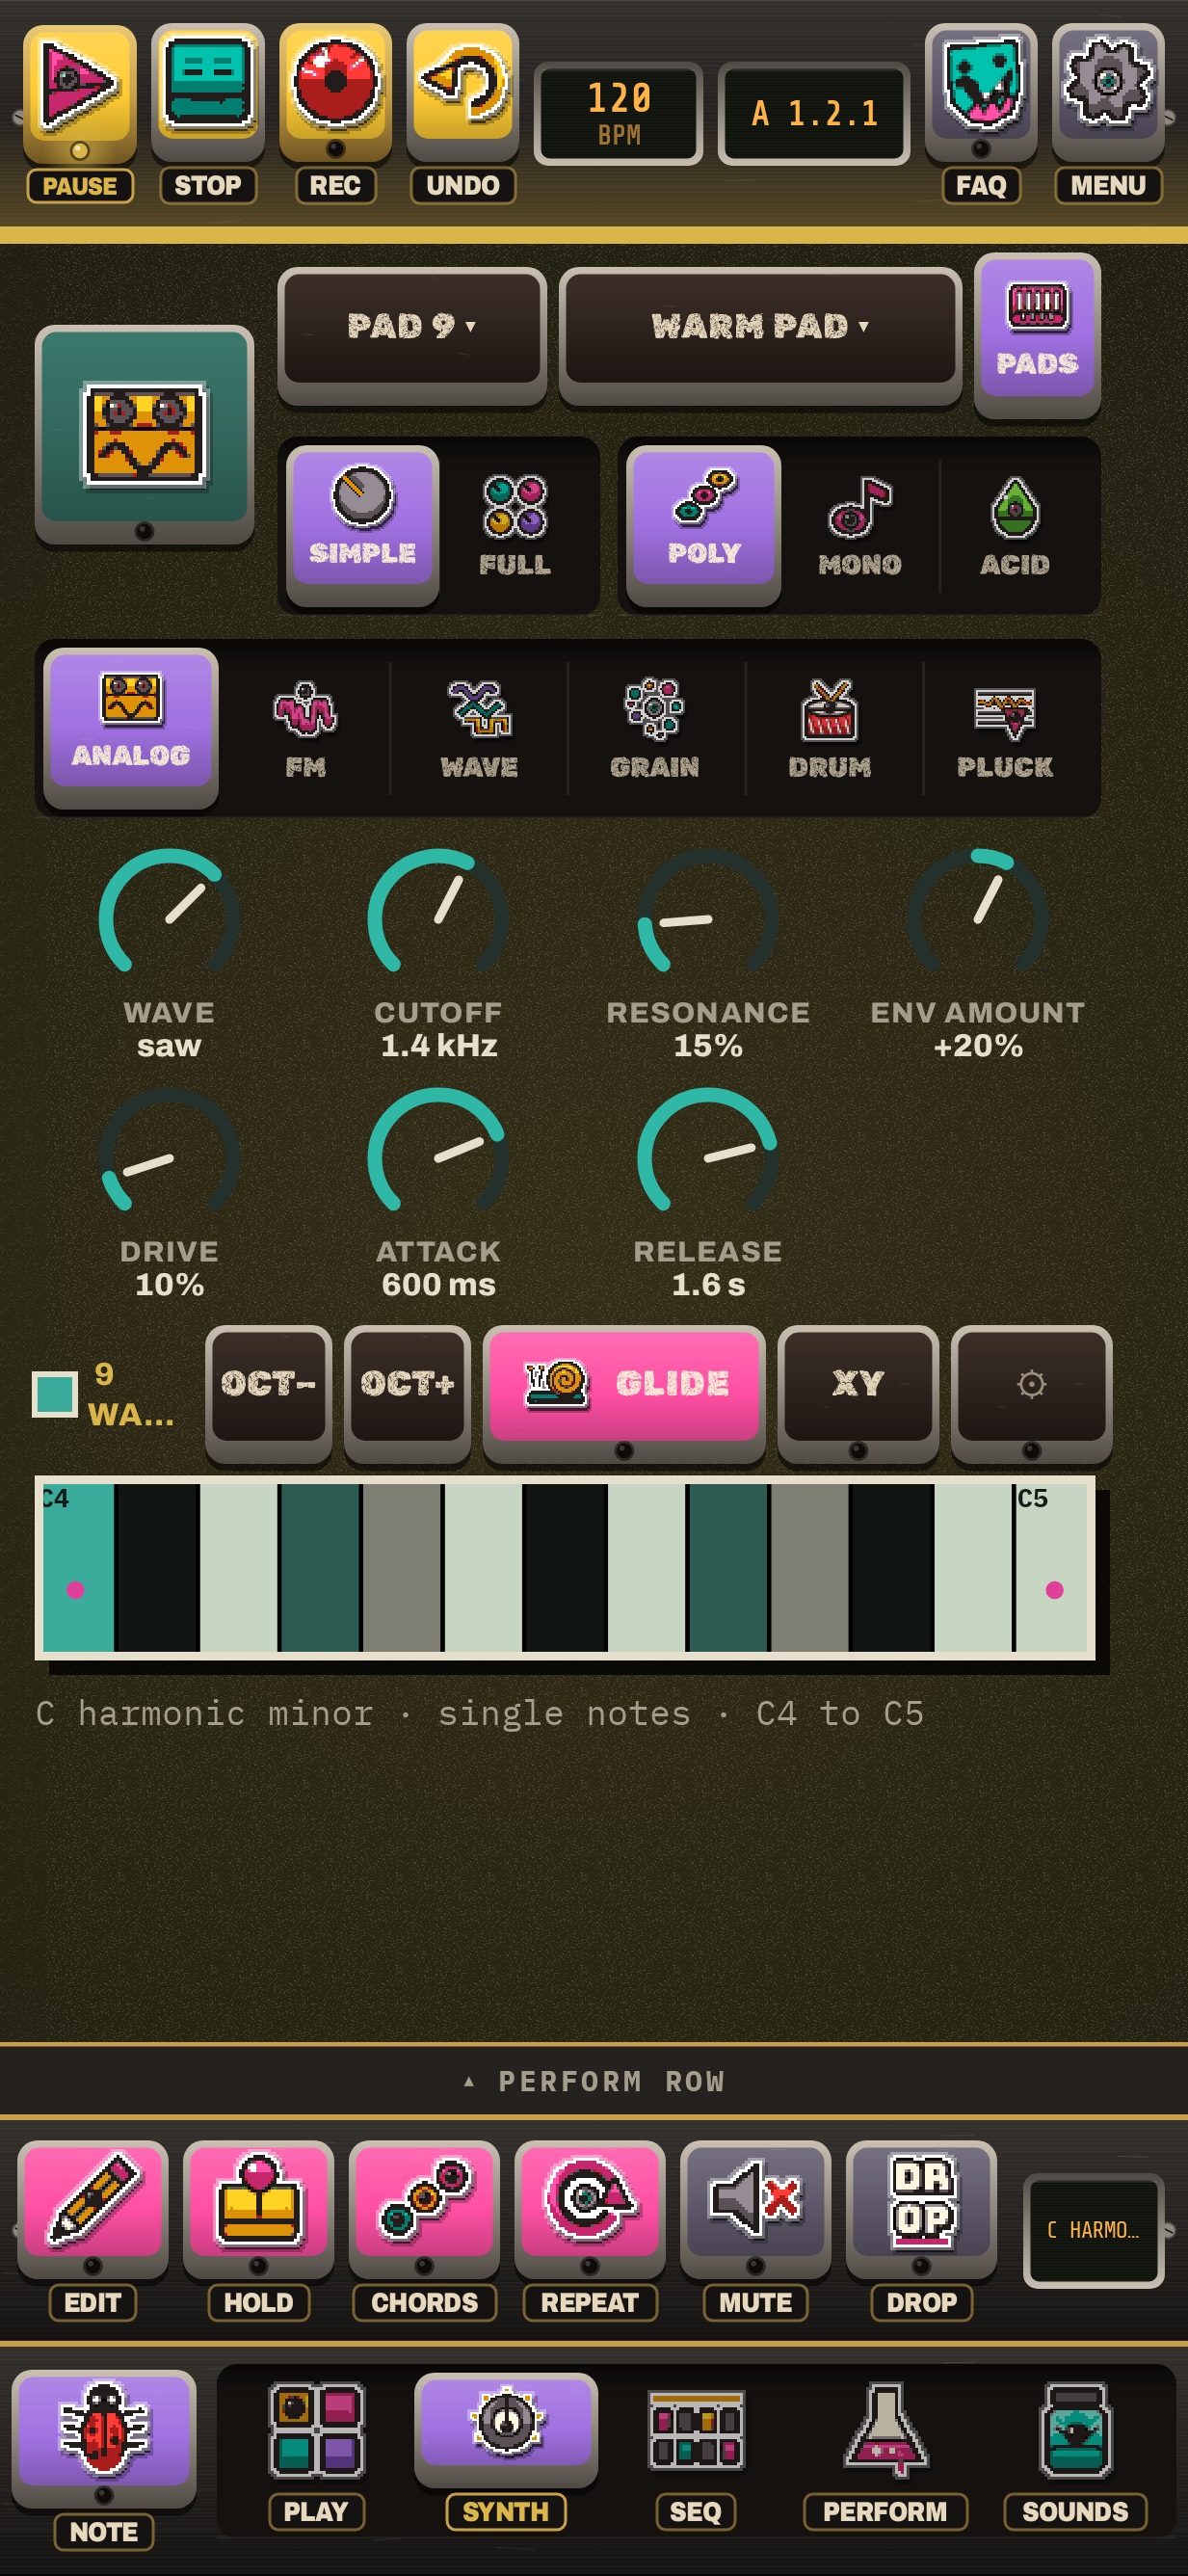 120
BPM
A 1.2.1
PAUSE STOP REC UNDO FAQ MENU
PAD 9 ▾ WARM PAD ▾ PADS
SIMPLE FULL POLY MONO ACID
ANALOG FM WAVE GRAIN DRUM PLUCK
WAVE CUTOFF RESONANCE ENV AMOUNT
saw 1.4 kHz 15% +20%
DRIVE ATTACK RELEASE
10% 600 ms 1.6 s
9
WA...
OCT- OCT+ GLIDE XY
C4 C5
C harmonic minor · single notes · C4 to C5
▴ PERFORM ROW
DR
OP
C HARMO...
EDIT HOLD CHORDS REPEAT MUTE DROP
NOTE PLAY SYNTH SEQ PERFORM SOUNDS